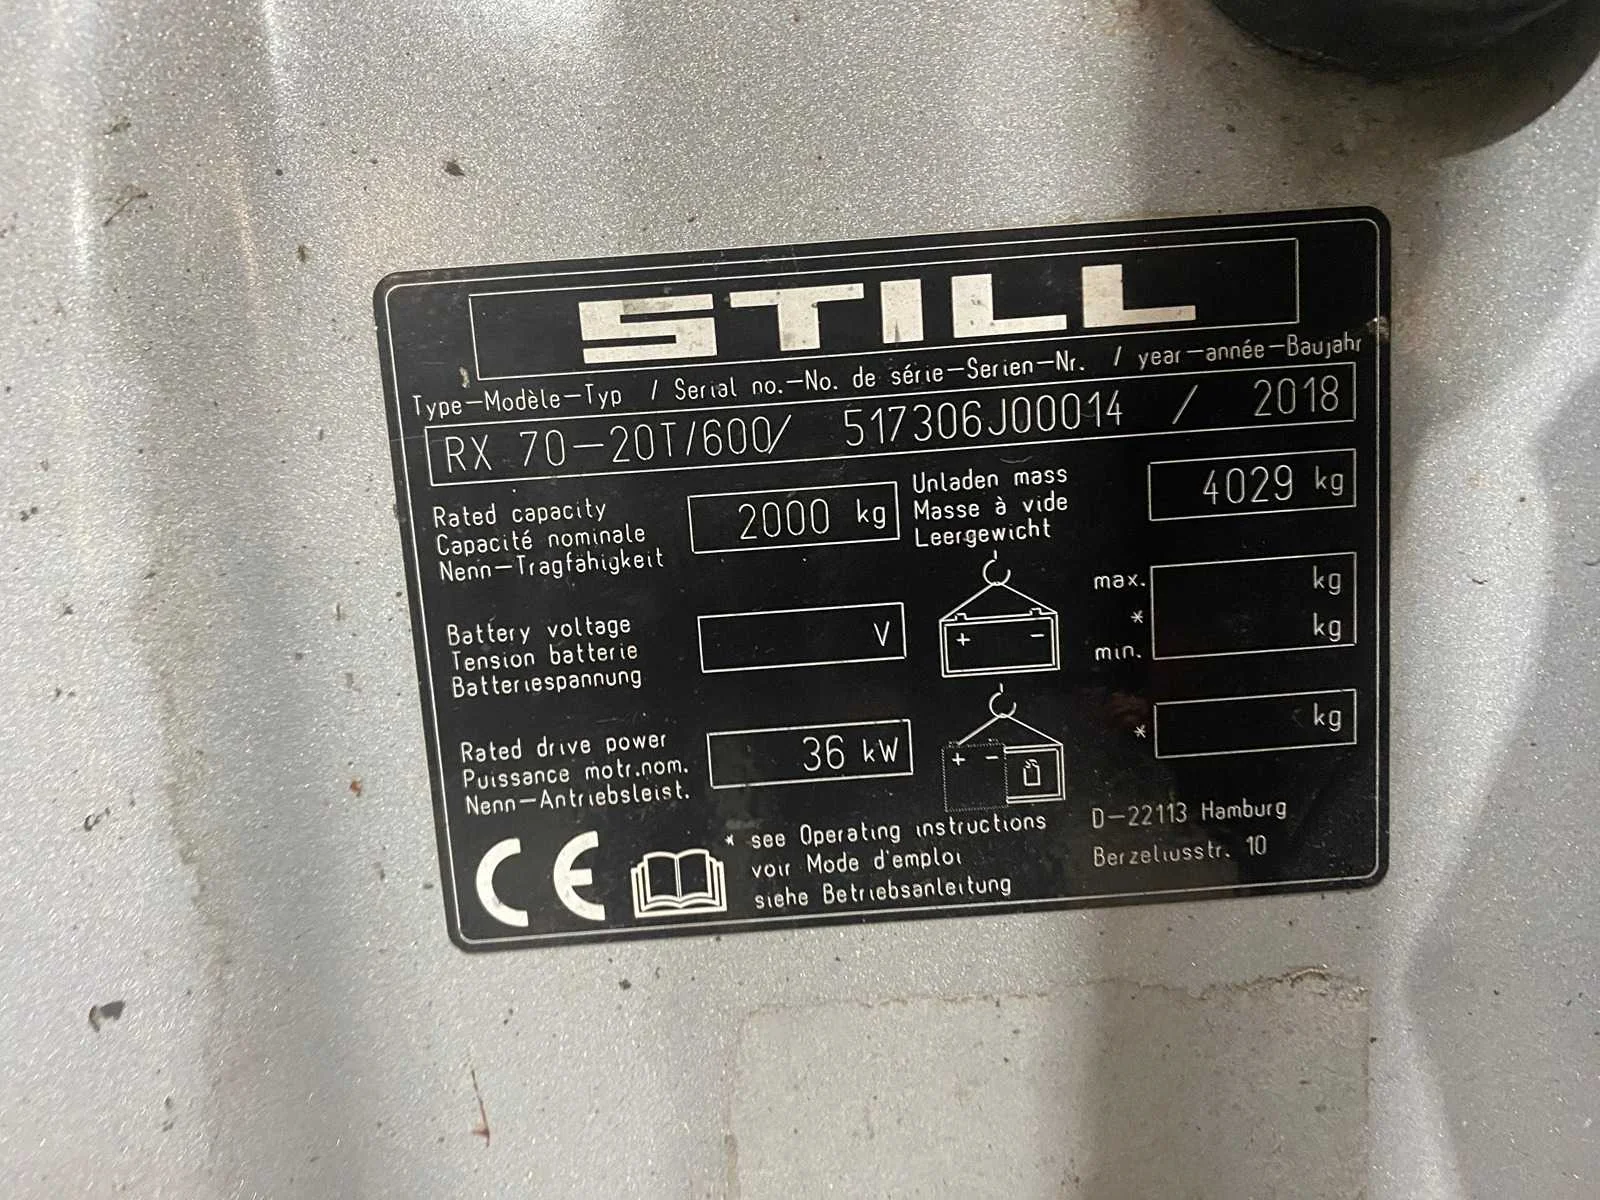 STILL
Type-Modèle-Typ / Serial no.-No. de série-Serien-Nr. / year-année-Baujahr
RX 70-20T/600/ 517306J00014 / 2018
Rated capacity
Capacité nominale
Nenn-Tragfähigkeit
2000 kg
Unladen mass
Masse à vide
Leergewicht
4029 kg
Battery voltage
Tension batterie
Batteriespannung
V
+ -
max.
*
min.
kg
kg
Rated drive power
Puissance motr.nom.
Nenn-Antriebsleist.
36 kW
+ -
* kg
CE
* see Operating instructions
voir Mode d'emploi
siehe Betriebsanleitung
D-22113 Hamburg
Berzeliusstr. 10